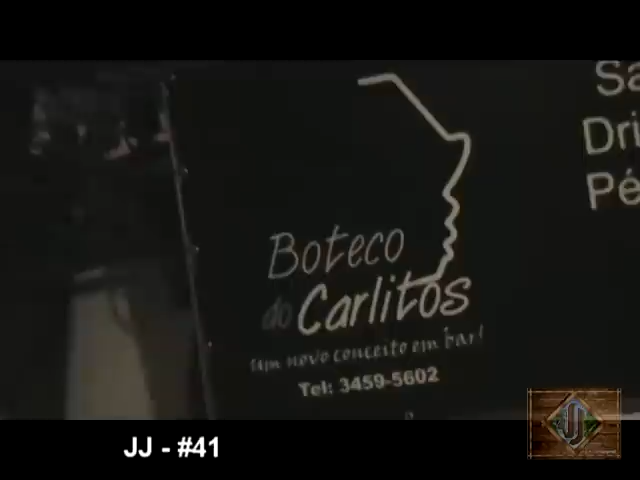 Boteco
do Carlitos
um novo conceito em bar!
Tel: 3459-5602
Sa
Dri
Pé
JJ - #41